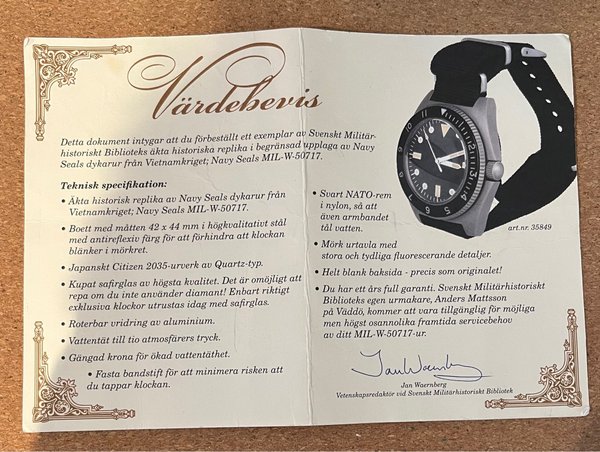 Värdebevis
Detta dokument intygar att du förbeställt ett exemplar av Svenskt Militär-
historiskt Biblioteks äkta historiska replika i begränsad upplaga av Navy
Seals dykarur från Vietnamkriget; Navy Seals MIL-W-50717.
Teknisk specifikation:
• Äkta historisk replika av Navy Seals dykarur från
Vietnamkriget; Navy Seals MIL-W-50717.
• Boett med måtten 42 x 44 mm i högkvalitativt stål
med antireflexiv färg för att förhindra att klockan
blänker i mörkret.
• Japanskt Citizen 2035-urverk av Quartz-typ.
• Kupat safirglas av högsta kvalitet. Det är omöjligt att
repa om du inte använder diamant! Enbart riktigt
exklusiva klockor utrustas idag med safirglas.
• Roterbar vridring av aluminium.
• Vattentät till tio atmosfärers tryck.
• Gängad krona för ökad vattentäthet.
• Fasta bandstift för att minimera risken att
du tappar klockan.
• Svart NATO-rem
i nylon, så att
även armbandet
tål vatten.
art.nr. 35849
• Mörk urtavla med
stora och tydliga fluorescerande detaljer.
• Helt blank baksida - precis som originalet!
• Du har ett års full garanti. Svenskt Militärhistoriskt
Biblioteks egen urmakare, Anders Mattsson
på Väddö, kommer att vara tillgänglig för möjliga
men högst osannolika framtida servicebehov
av ditt MIL-W-50717-ur.
Jan Waernberg
Jan Waernberg
Vetenskapsredaktör vid Svenskt Militärhistoriskt Bibliotek